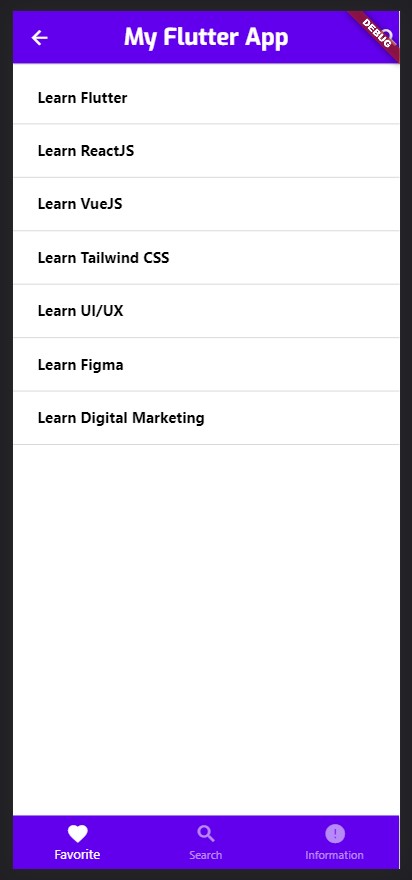 My Flutter App
DEBUG
Learn Flutter
Learn ReactJS
Learn VueJS
Learn Tailwind CSS
Learn UI/UX
Learn Figma
Learn Digital Marketing
Favorite
Search
Information